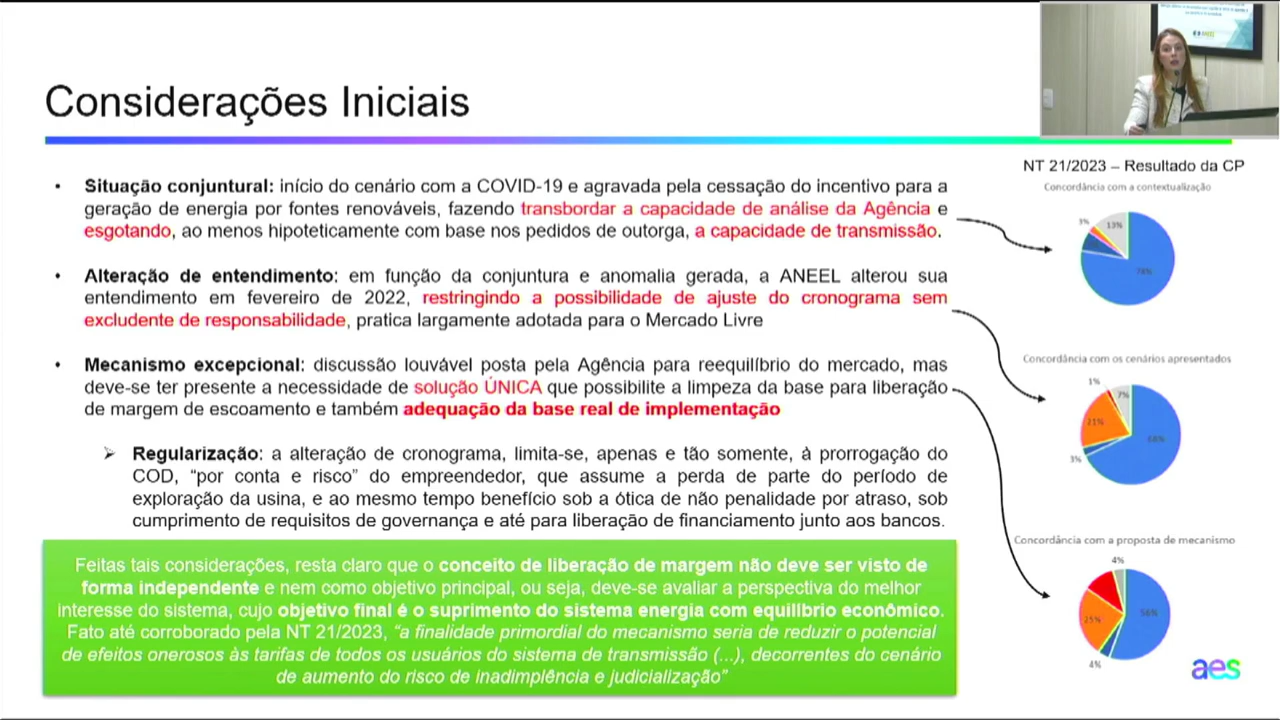 Considerações Iniciais
• Situação conjuntural: início do cenário com a COVID-19 e agravada pela cessação do incentivo para a
geração de energia por fontes renováveis, fazendo transbordar a capacidade de análise da Agência e
esgotando, ao menos hipoteticamente com base nos pedidos de outorga, a capacidade de transmissão.
• Alteração de entendimento: em função da conjuntura e anomalia gerada, a ANEEL alterou sua
entendimento em fevereiro de 2022, restringindo a possibilidade de ajuste do cronograma sem
excludente de responsabilidade, pratica largamente adotada para o Mercado Livre
• Mecanismo excepcional: discussão louvável posta pela Agência para reequilíbrio do mercado, mas
deve-se ter presente a necessidade de solução ÚNICA que possibilite a limpeza da base para liberação
de margem de escoamento e também adequação da base real de implementação
➢ Regularização: a alteração de cronograma, limita-se, apenas e tão somente, à prorrogação do
COD, “por conta e risco” do empreendedor, que assume a perda de parte do período de
exploração da usina, e ao mesmo tempo benefício sob a ótica de não penalidade por atraso, sob
cumprimento de requisitos de governança e até para liberação de financiamento junto aos bancos.
Feitas tais considerações, resta claro que o conceito de liberação de margem não deve ser visto de
forma independente e nem como objetivo principal, ou seja, deve-se avaliar a perspectiva do melhor
interesse do sistema, cujo objetivo final é o suprimento do sistema energia com equilíbrio econômico.
Fato até corroborado pela NT 21/2023, “a finalidade primordial do mecanismo seria de reduzir o potencial
de efeitos onerosos às tarifas de todos os usuários do sistema de transmissão (...), decorrentes do cenário
de aumento do risco de inadimplência e judicialização”
NT 21/2023 – Resultado da CP
Concordância com a contextualização
3%
13%
78%
Concordância com os cenários apresentados
1%
7%
21%
68%
3%
Concordância com a proposta de mecanismo
4%
56%
25%
4%
aes